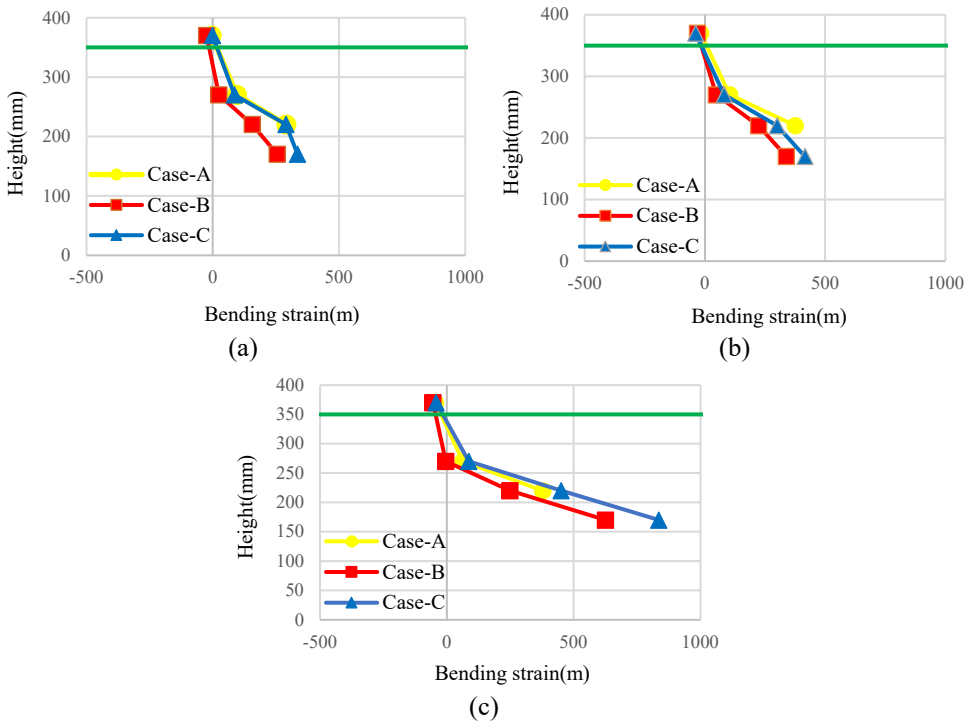 400
300
200
100
0
Height(mm)
Case-A
Case-B
Case-C
-500 0 500 1000
Bending strain(m)
(a)
400
300
200
100
0
Height(mm)
Case-A
Case-B
Case-C
-500 0 500 1000
Bending strain(m)
(b)
400
350
300
250
200
150
100
50
0
Height(mm)
Case-A
Case-B
Case-C
-500 0 500 1000
Bending strain(m)
(c)